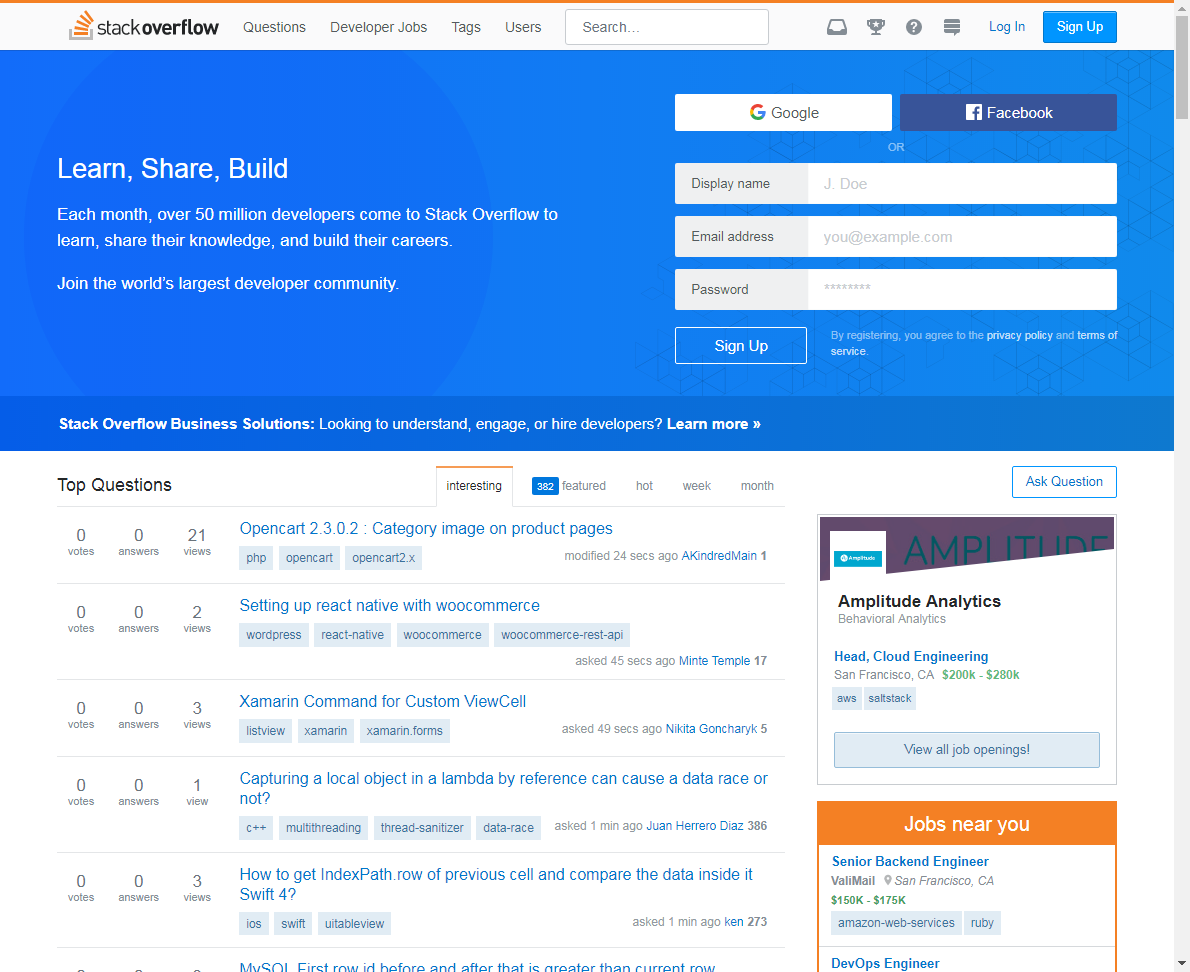 stackoverflow Questions Developer Jobs Tags Users Search... Log In Sign Up
Google Facebook
OR
Learn, Share, Build
Each month, over 50 million developers come to Stack Overflow to
learn, share their knowledge, and build their careers.
Join the world's largest developer community.
Display name J. Doe
Email address you@example.com
Password ********
Sign Up
By registering, you agree to the privacy policy and terms of
service.
Stack Overflow Business Solutions: Looking to understand, engage, or hire developers? Learn more »
Top Questions
interesting 382 featured hot week month
Ask Question
0 votes 0 answers 21 views
Opencart 2.3.0.2 : Category image on product pages
php opencart opencart2.x
modified 24 secs ago AKindredMain 1
0 votes 0 answers 2 views
Setting up react native with woocommerce
wordpress react-native woocommerce woocommerce-rest-api
asked 45 secs ago Minte Temple 17
0 votes 0 answers 3 views
Xamarin Command for Custom ViewCell
listview xamarin xamarin.forms
asked 49 secs ago Nikita Goncharyk 5
0 votes 0 answers 1 view
Capturing a local object in a lambda by reference can cause a data race or
not?
c++ multithreading thread-sanitizer data-race
asked 1 min ago Juan Herrero Diaz 386
0 votes 0 answers 3 views
How to get IndexPath.row of previous cell and compare the data inside it
Swift 4?
ios swift uitableview
asked 1 min ago ken 273
MySQL First row id before and after that is greater than current row
AMPLITUDE
Amplitude
Amplitude Analytics
Behavioral Analytics
Head, Cloud Engineering
San Francisco, CA $200k - $280k
aws saltstack
View all job openings!
Jobs near you
Senior Backend Engineer
ValiMail San Francisco, CA
$150K - $175K
amazon-web-services ruby
DevOps Engineer